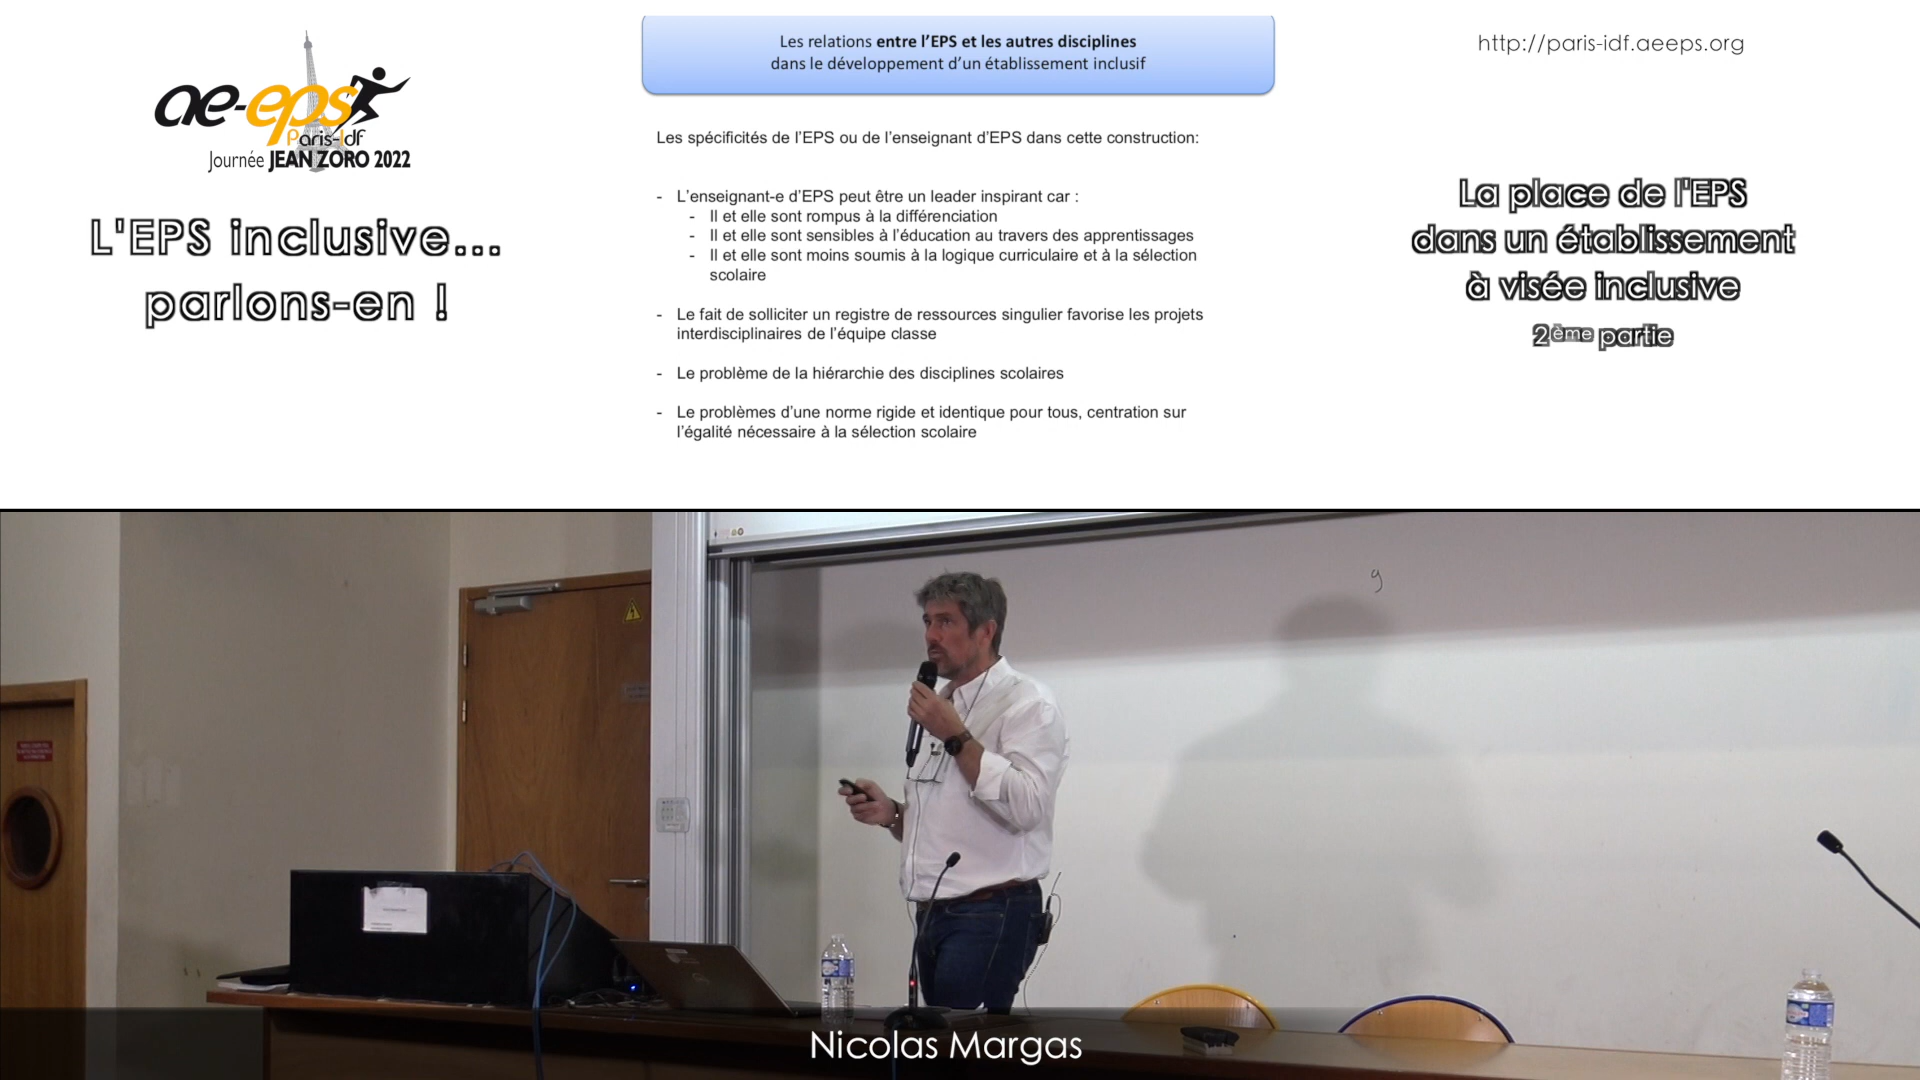 ae-eps
Paris-Idf
Journée JEAN ZORO 2022
L'EPS inclusive...
parlons-en !
Les relations entre l'EPS et les autres disciplines
dans le développement d'un établissement inclusif
Les spécificités de l'EPS ou de l'enseignant d'EPS dans cette construction:
- L'enseignant-e d'EPS peut être un leader inspirant car :
- Il et elle sont rompus à la différenciation
- Il et elle sont sensibles à l'éducation au travers des apprentissages
- Il et elle sont moins soumis à la logique curriculaire et à la sélection
scolaire
- Le fait de solliciter un registre de ressources singulier favorise les projets
interdisciplinaires de l'équipe classe
- Le problème de la hiérarchie des disciplines scolaires
- Le problèmes d'une norme rigide et identique pour tous, centration sur
l'égalité nécessaire à la sélection scolaire
http://paris-idf.aeeps.org
La place de l'EPS
dans un établissement
à visée inclusive
2ème partie
9
Nicolas Margas